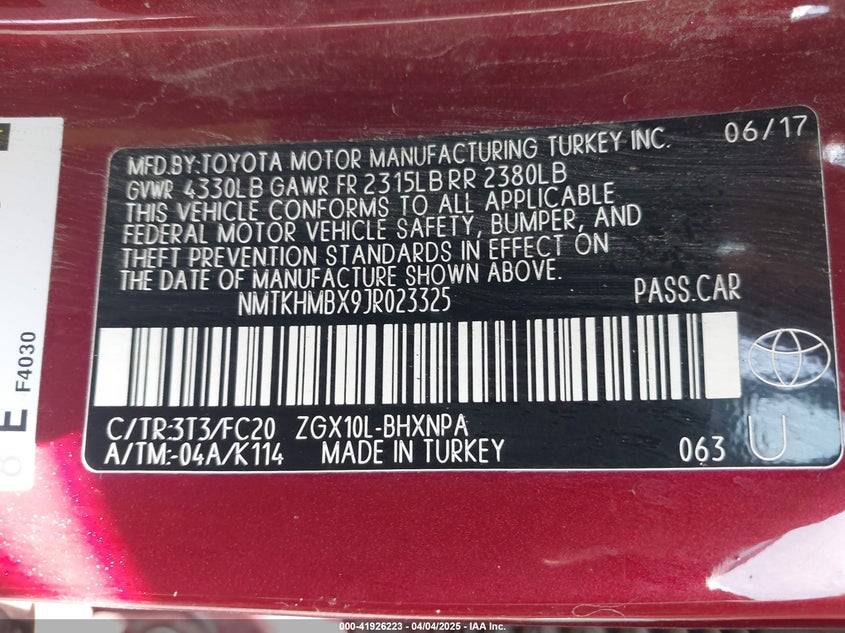 MFD.BY:TOYOTA MOTOR MANUFACTURING TURKEY INC. 06/17
GVWR 4330LB GAWR FR 2315LB RR 2380LB
THIS VEHICLE CONFORMS TO ALL APPLICABLE
FEDERAL MOTOR VEHICLE SAFETY, BUMPER, AND
THEFT PREVENTION STANDARDS IN EFFECT ON
THE DATE OF MANUFACTURE SHOWN ABOVE.
NMTKHMBX9JR023325 PASS.CAR
C/TR:3T3/FC20 ZGX10L-BHXNPA
A/TM:-04A/K114 MADE IN TURKEY 063 U
E F4030
000-41926223 | 04/04/2025 - IAA Inc.